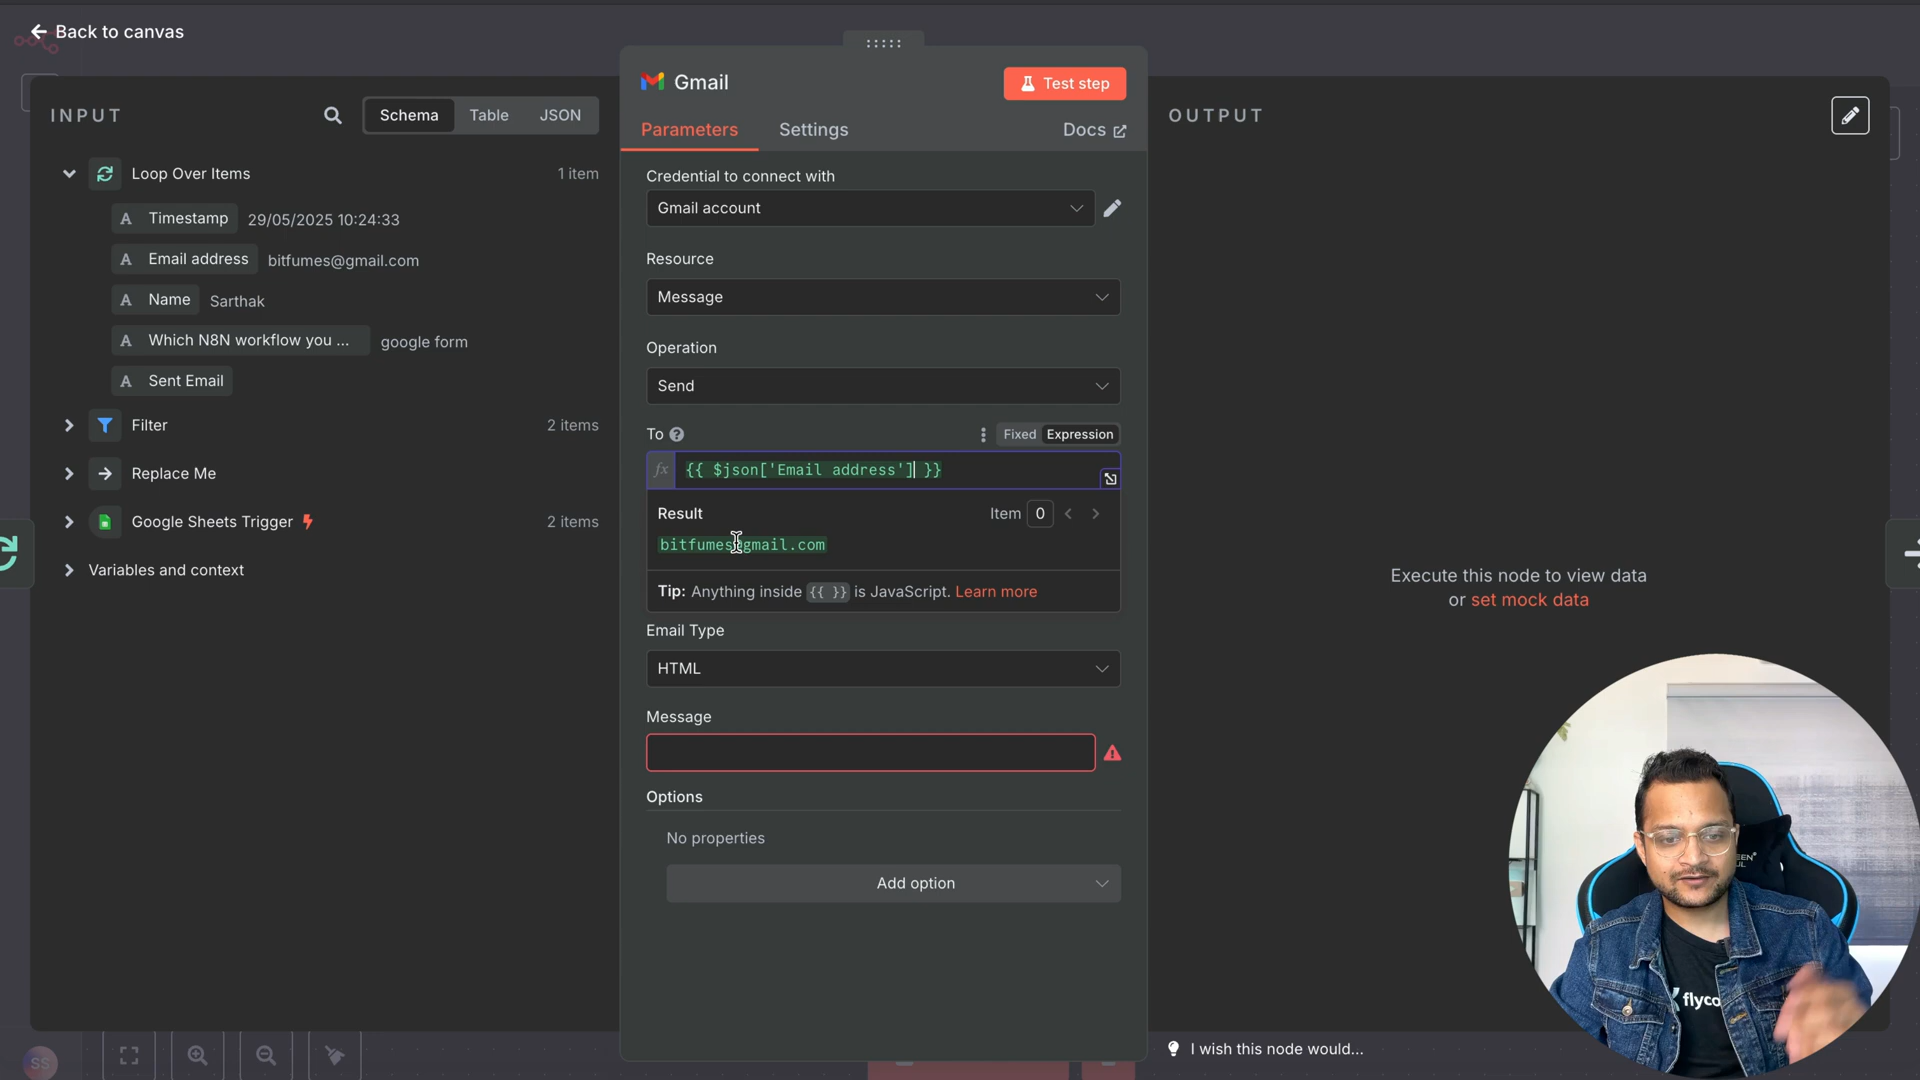 Back to canvas
INPUT
Schema
Table
JSON
Loop Over Items
1 item
A Timestamp 29/05/2025 10:24:33
A Email address bitfumes@gmail.com
A Name Sarthak
A Which N8N workflow you ... google form
A Sent Email
Filter
2 items
Replace Me
Google Sheets Trigger
2 items
Variables and context
Gmail
Test step
Parameters
Settings
Docs
Credential to connect with
Gmail account
Resource
Message
Operation
Send
To
Fixed
Expression
fx {{ $json['Email address'] }}
Result
Item 0
bitfumes@gmail.com
Tip: Anything inside {{ }} is JavaScript. Learn more
Email Type
HTML
Message
Options
No properties
Add option
OUTPUT
Execute this node to view data
or set mock data
I wish this node would...
SS